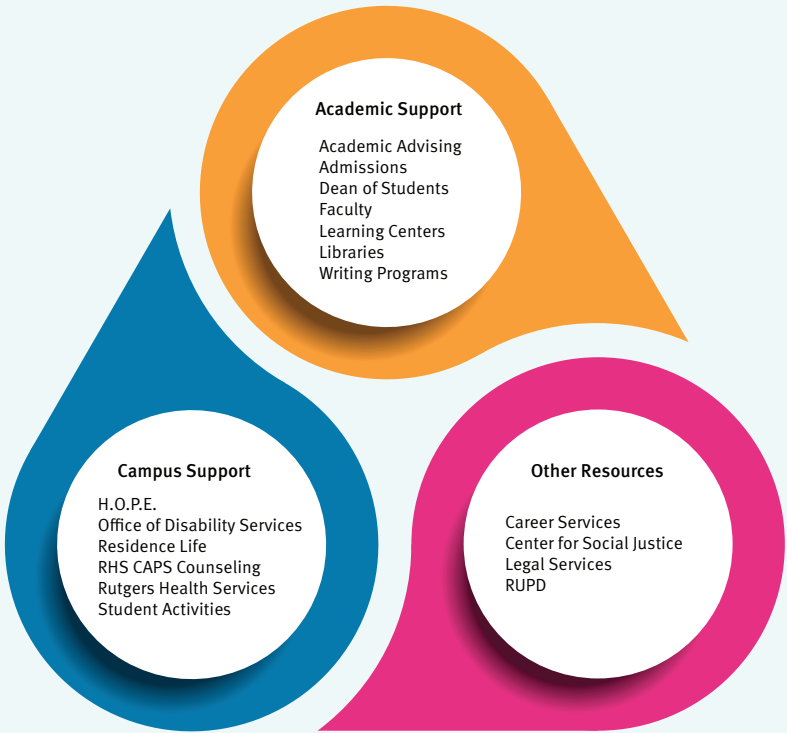 Academic Support
Academic Advising
Admissions
Dean of Students
Faculty
Learning Centers
Libraries
Writing Programs
Campus Support
H.O.P.E.
Office of Disability Services
Residence Life
RHS CAPS Counseling
Rutgers Health Services
Student Activities
Other Resources
Career Services
Center for Social Justice
Legal Services
RUPD